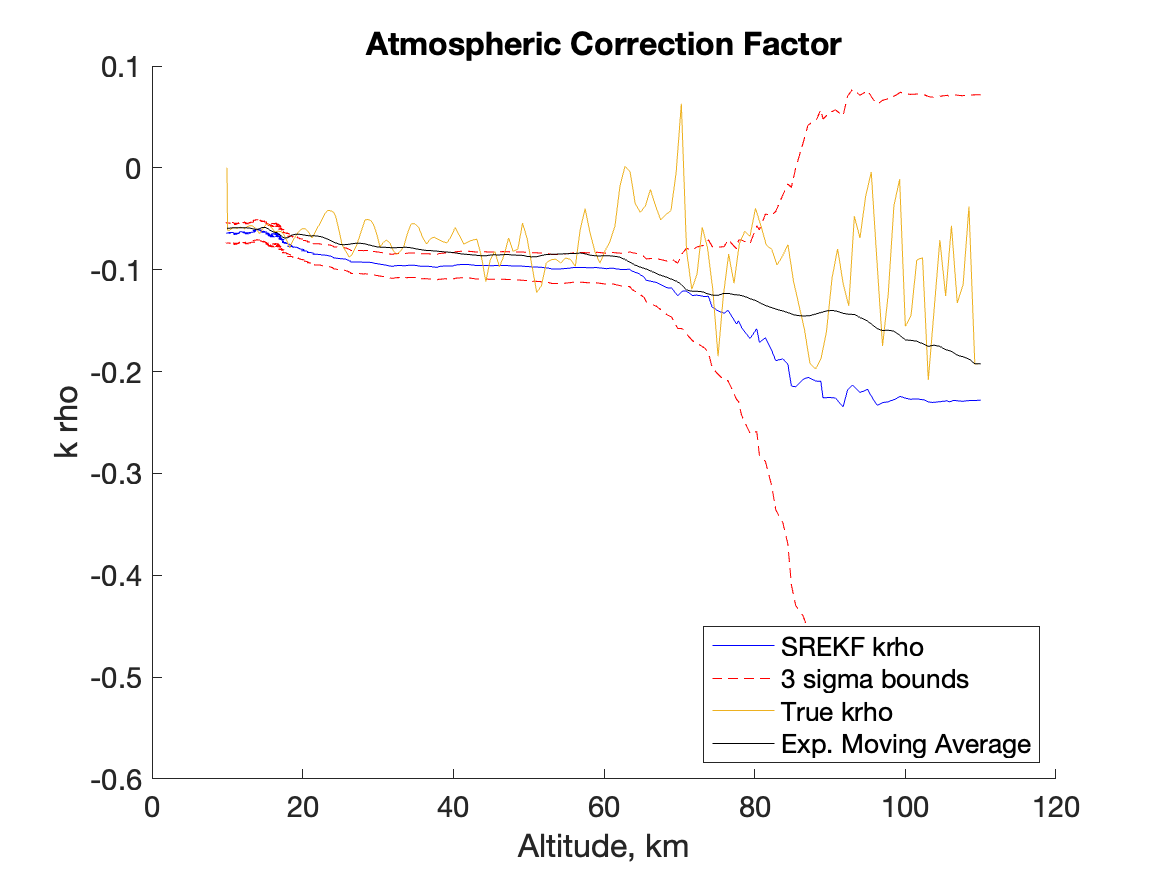 Atmospheric Correction Factor
0.1
0
-0.1
-0.2
-0.3
-0.4
-0.5
-0.6
k rho
SREKF krho
3 sigma bounds
True krho
Exp. Moving Average
0 20 40 60 80 100 120
Altitude, km